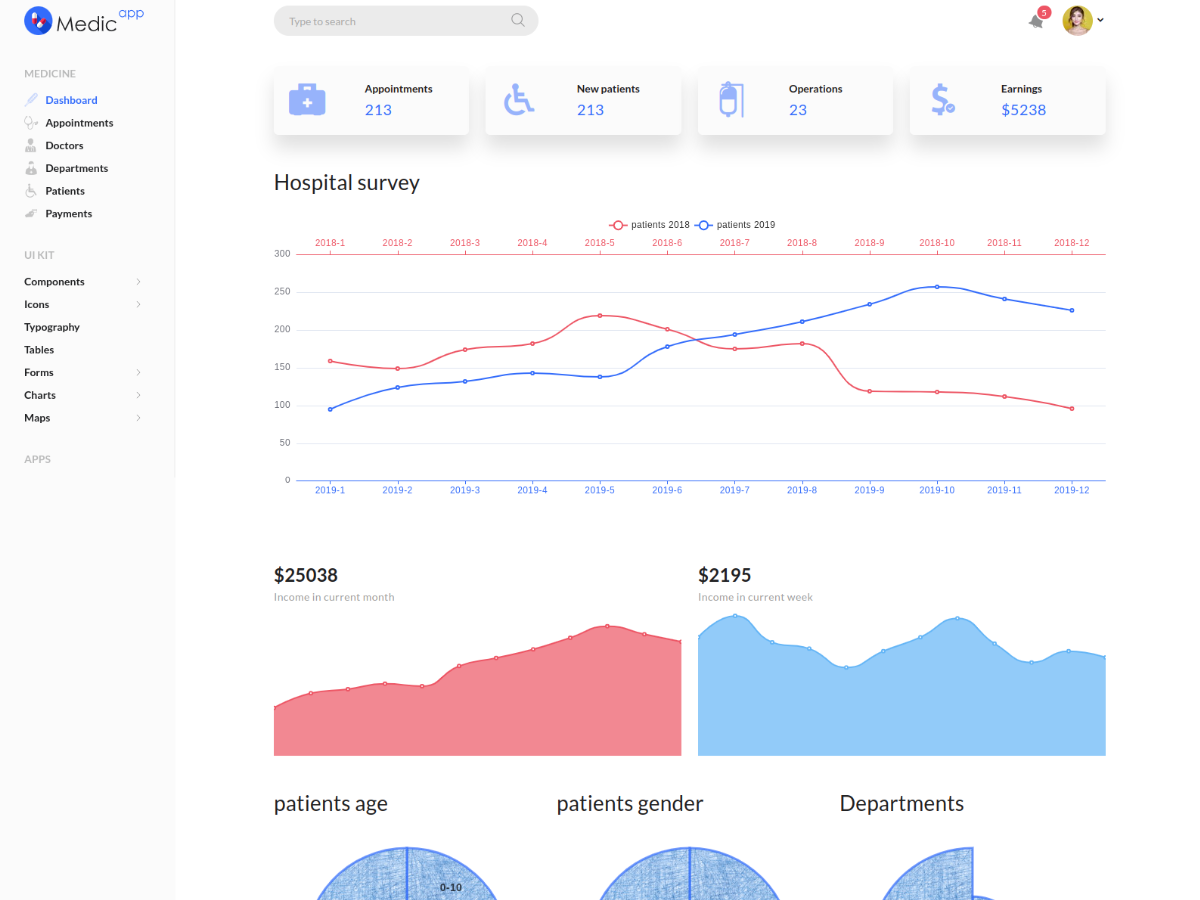 Medic app
Type to search
5
MEDICINE
Dashboard
Appointments
Doctors
Departments
Patients
Payments
UI KIT
Components
Icons
Typography
Tables
Forms
Charts
Maps
APPS
Appointments
213
New patients
213
Operations
23
Earnings
$5238
Hospital survey
patients 2018 patients 2019
2018-1 2018-2 2018-3 2018-4 2018-5 2018-6 2018-7 2018-8 2018-9 2018-10 2018-11 2018-12
300
250
200
150
100
50
0
2019-1 2019-2 2019-3 2019-4 2019-5 2019-6 2019-7 2019-8 2019-9 2019-10 2019-11 2019-12
$25038
Income in current month
$2195
Income in current week
patients age
patients gender
Departments
0-10